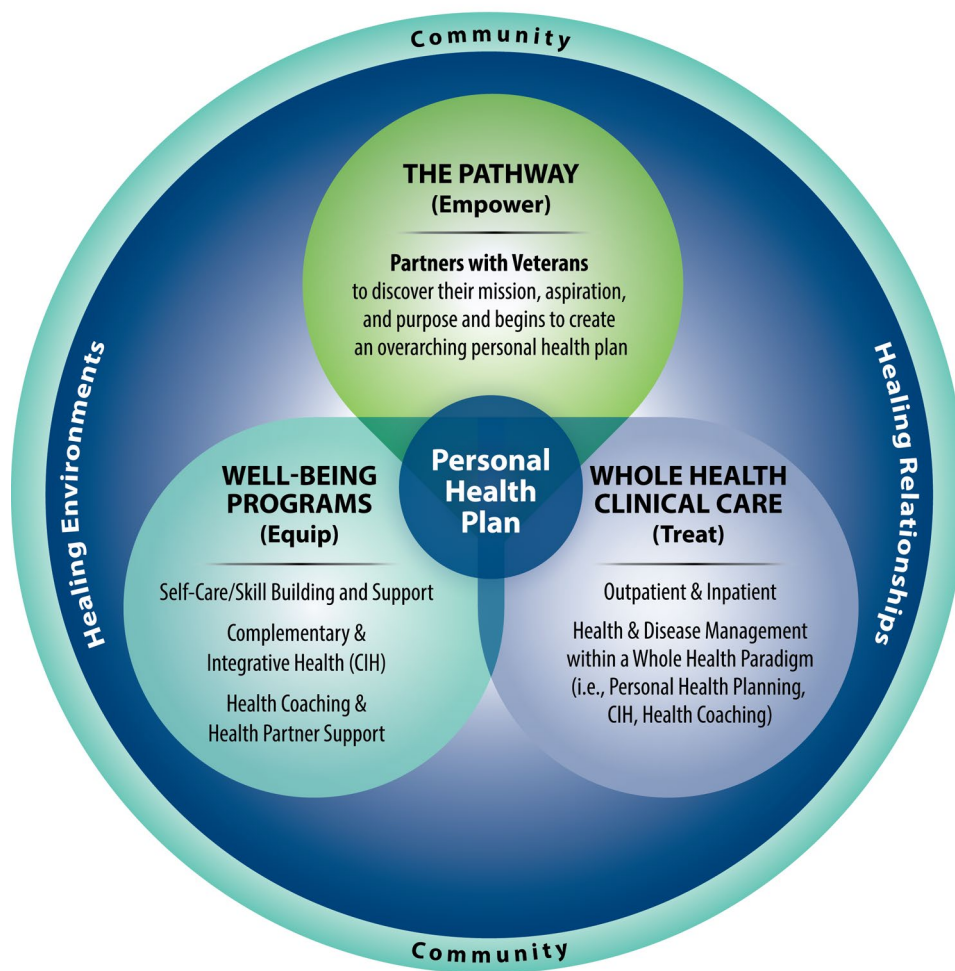 Community
THE PATHWAY
(Empower)
Partners with Veterans
to discover their mission, aspiration,
and purpose and begins to create
an overarching personal health plan
Healing Environments
Healing Relationships
Personal
Health
Plan
WELL-BEING
PROGRAMS
(Equip)
Self-Care/Skill Building and Support
Complementary &
Integrative Health (CIH)
Health Coaching &
Health Partner Support
WHOLE HEALTH
CLINICAL CARE
(Treat)
Outpatient & Inpatient
Health & Disease Management
within a Whole Health Paradigm
(i.e., Personal Health Planning,
CIH, Health Coaching)
Community